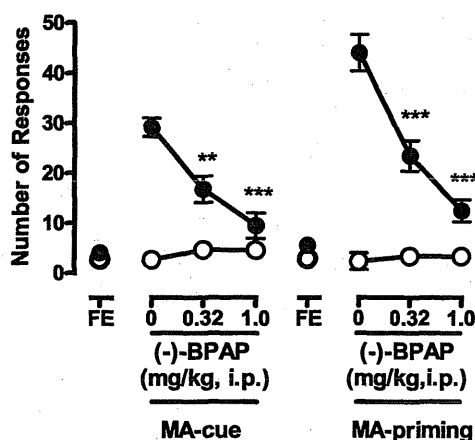 Number of Responses
50
40
30
20
10
0
** *** *** ***
FE 0 0.32 1.0 FE 0 0.32 1.0
(-)-BPAP (-)-BPAP
(mg/kg, i.p.) (mg/kg,i.p.)
MA-cue MA-priming